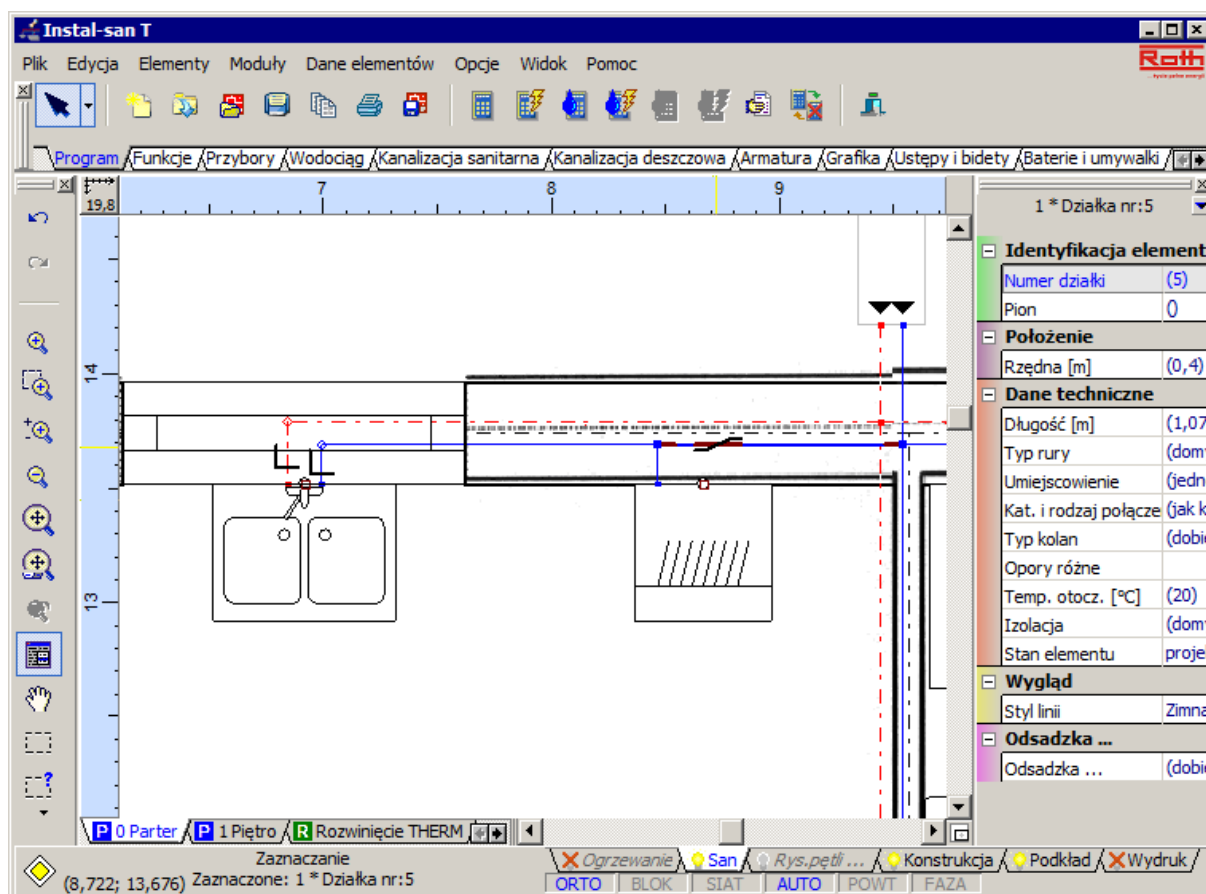 Instal-san T
Plik Edycja Elementy Moduły Dane elementów Opcje Widok Pomoc
Roth
Program Funkcje Przybory Wodociąg Kanalizacja sanitarna Kanalizacja deszczowa Armatura Grafika Ustępy i bidety Baterie i umywalki
19,8
7 8 9
14
13
1 * Działka nr:5
Identyfikacja element
Numer działki (5)
Pion ()
Położenie
Rzędna [m] (0,4)
Dane techniczne
Długość [m] (1,07
Typ rury (domy
Umiejscowienie (jedn
Kat. i rodzaj połącze (jak k
Typ kolan (dobie
Opory różne
Temp. otocz. [ºC] (20)
Izolacja (domy
Stan elementu proje
Wygląd
Styl linii Zimna
Odsadzka ...
Odsadzka ... (dobie
P 0 Parter P 1 Piętro R Rozwinięcie THERM
Zaznaczanie
(8,722; 13,676) Zaznaczone: 1 * Działka nr:5
Ogrzewanie San Rys.pętli ... Konstrukcja Podkład Wydruk
ORTO BLOK SIAT AUTO POWT FAZA